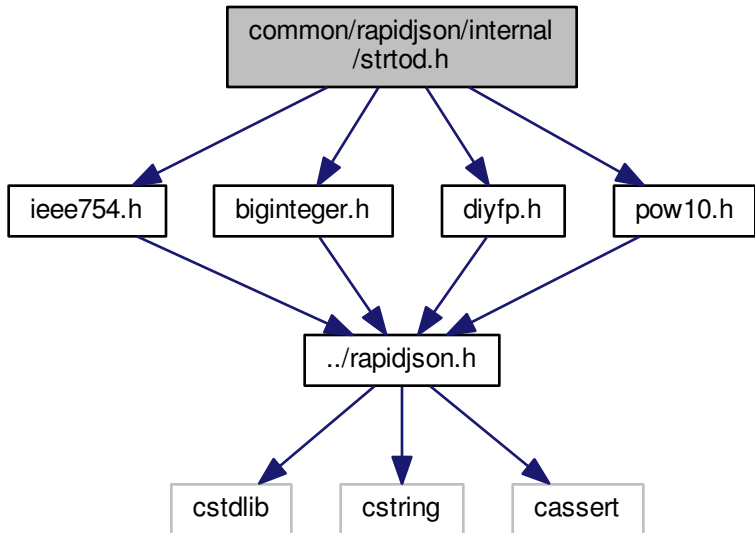 common/rapidjson/internal
/strtod.h
ieee754.h
biginteger.h
diyfp.h
pow10.h
../rapidjson.h
cstdlib
cstring
cassert